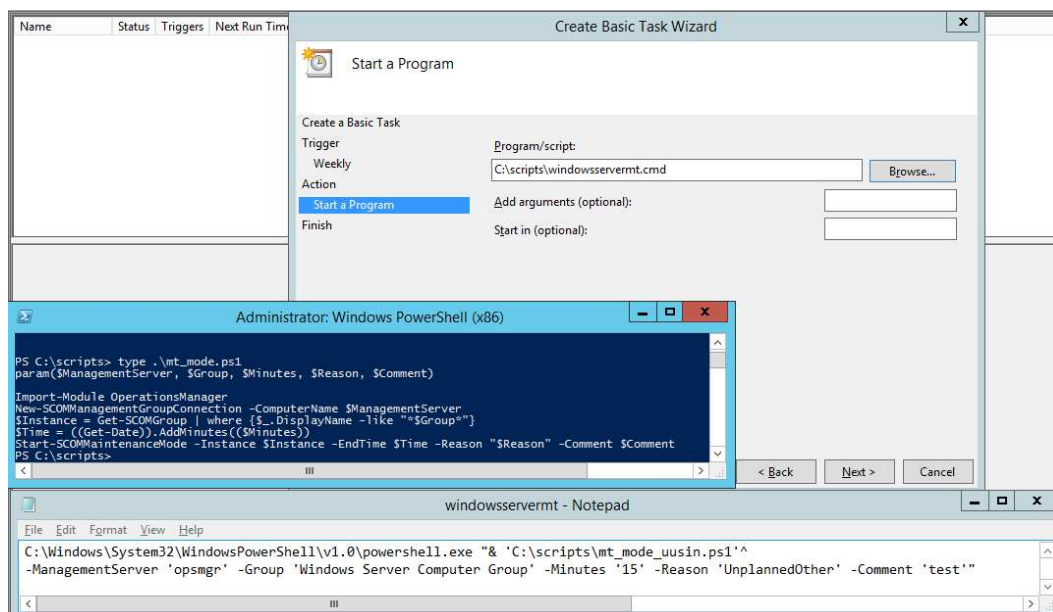 Name Status Triggers Next Run Time
Create Basic Task Wizard
Start a Program
Create a Basic Task
Trigger
Weekly
Action
Start a Program
Finish
Program/script:
C:\scripts\windowsservermt.cmd
Browse...
Add arguments (optional):
Start in (optional):
Administrator: Windows PowerShell (x86)
PS C:\scripts> type .\mt_mode.ps1
param($ManagementServer, $Group, $Minutes, $Reason, $Comment)
Import-Module OperationsManager
New-SCOMManagementGroupConnection -ComputerName $ManagementServer
$Instance = Get-SCOMGroup | where {$_.DisplayName -like "*$Group*"}
$Time = ((Get-Date)).AddMinutes(($Minutes))
Start-SCOMMaintenanceMode -Instance $Instance -EndTime $Time -Reason "$Reason" -Comment $Comment
PS C:\scripts>
< Back Next > Cancel
windowsservermt - Notepad
File Edit Format View Help
C:\Windows\System32\WindowsPowerShell\v1.0\powershell.exe "& 'C:\scripts\mt_mode_uusin.ps1'^
-ManagementServer 'opsmgr' -Group 'Windows Server Computer Group' -Minutes '15' -Reason 'UnplannedOther' -Comment 'test'"